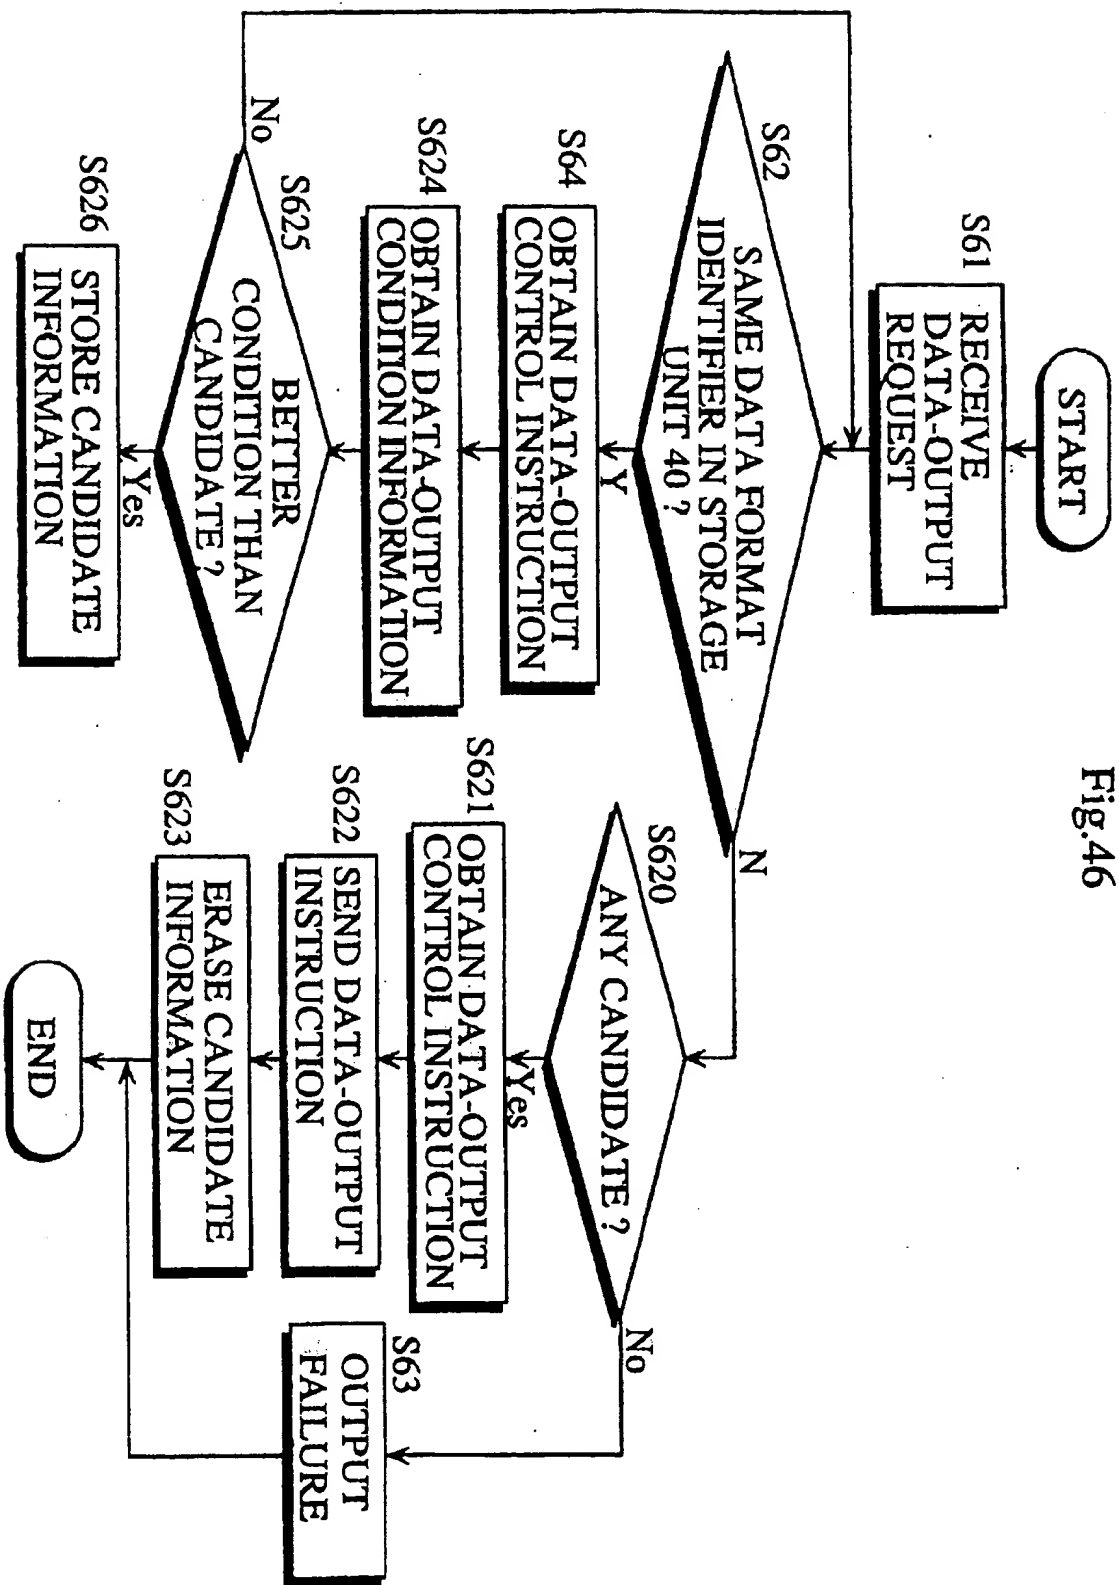 Fig.46
START
S61
RECEIVE
DATA-OUTPUT
REQUEST
S62
SAME DATA FORMAT
IDENTIFIER IN STORAGE
UNIT 40 ?
Y
N
S64
OBTAIN DATA-OUTPUT
CONTROL INSTRUCTION
S624
OBTAIN DATA-OUTPUT
CONDITION INFORMATION
S625
BETTER
CONDITION THAN
CANDIDATE ?
No
Yes
S626
STORE CANDIDATE
INFORMATION
S620
ANY CANDIDATE ?
Yes
No
S621
OBTAIN DATA-OUTPUT
CONTROL INSTRUCTION
S622
SEND DATA-OUTPUT
INSTRUCTION
S623
ERASE CANDIDATE
INFORMATION
S63
OUTPUT
FAILURE
END